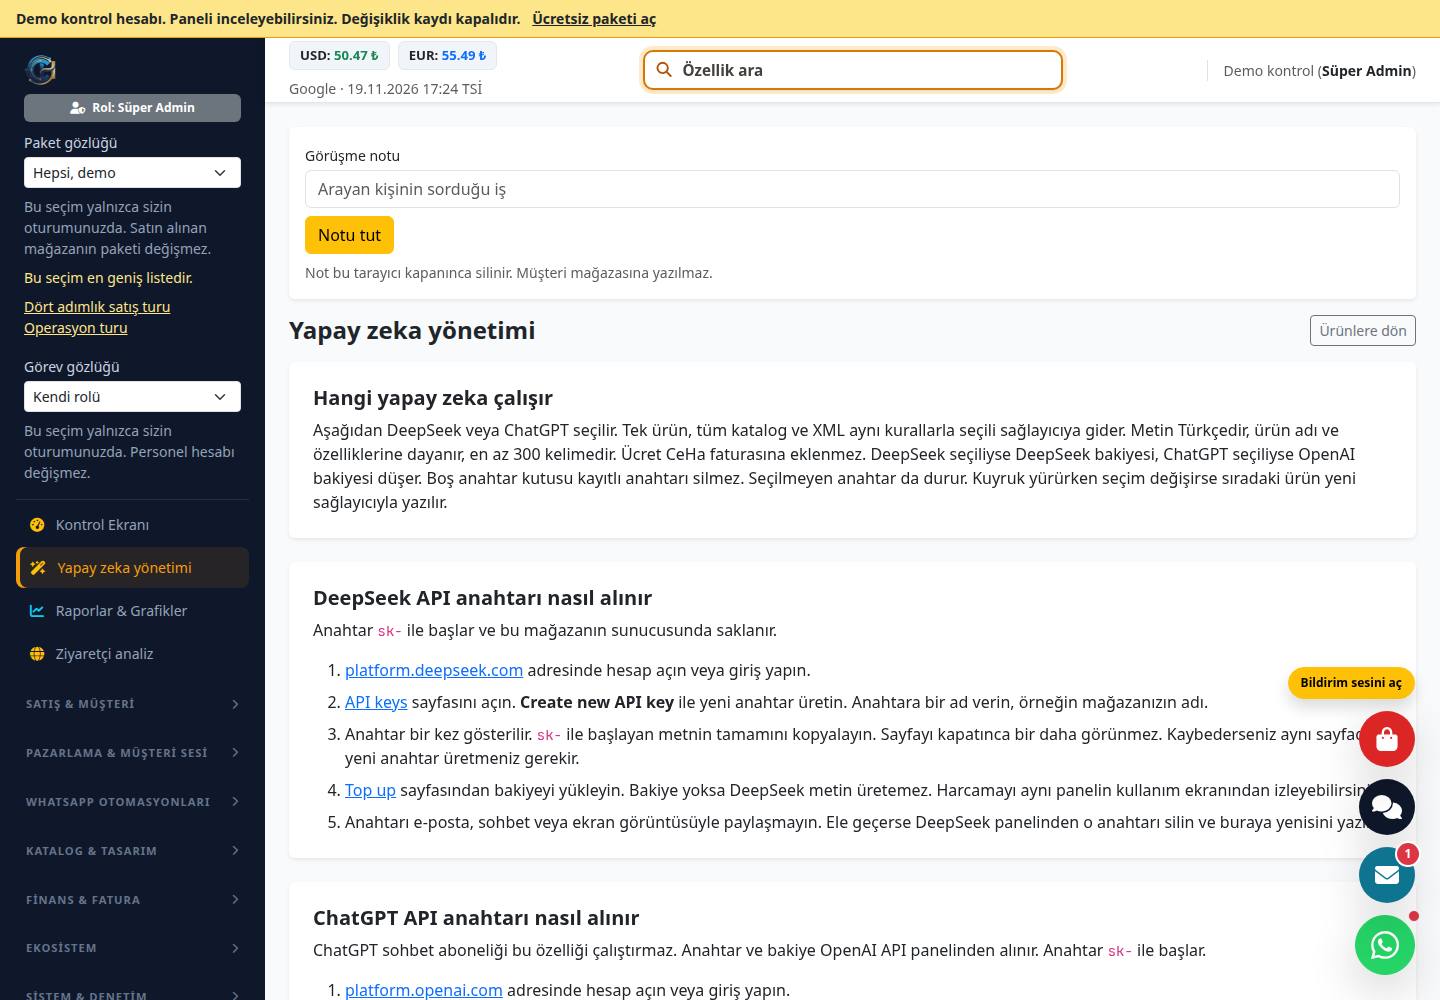 Demo kontrol hesabı. Paneli inceleyebilirsiniz. Değişiklik kaydı kapalıdır. Ücretsiz paketi aç
USD: 50.47 ₺ EUR: 55.49 ₺
Google · 19.11.2026 17:24 TSİ
Özellik ara
Demo kontrol (Süper Admin)
Rol: Süper Admin
Paket gözlüğü
Hepsi, demo
Bu seçim yalnızca sizin
oturumunuzda. Satın alınan
mağazanın paketi değişmez.
Bu seçim en geniş listedir.
Dört adımlık satış turu
Operasyon turu
Görev gözlüğü
Kendi rolü
Bu seçim yalnızca sizin
oturumunuzda. Personel hesabı
değişmez.
Kontrol Ekranı
Yapay zeka yönetimi
Raporlar & Grafikler
Ziyaretçi analiz
SATIŞ & MÜŞTERİ
PAZARLAMA & MÜŞTERİ SESİ
WHATSAPP OTOMASYONLARI
KATALOG & TASARIM
FİNANS & FATURA
EKOSİSTEM
SİSTEM & DENETİM
Görüşme notu
Arayan kişinin sorduğu iş
Notu tut
Not bu tarayıcı kapanınca silinir. Müşteri mağazasına yazılmaz.
Yapay zeka yönetimi
Ürünlere dön
Hangi yapay zeka çalışır
Aşağıdan DeepSeek veya ChatGPT seçilir. Tek ürün, tüm katalog ve XML aynı kurallarla seçili sağlayıcıya gider. Metin Türkçedir, ürün adı ve
özelliklerine dayanır, en az 300 kelimedir. Ücret CeHa faturasına eklenmez. DeepSeek seçiliyse DeepSeek bakiyesi, ChatGPT seçiliyse OpenAI
bakiyesi düşer. Boş anahtar kutusu kayıtlı anahtarı silmez. Seçilmeyen anahtar da durur. Kuyruk yürürken seçim değişirse sıradaki ürün yeni
sağlayıcıyla yazılır.
DeepSeek API anahtarı nasıl alınır
Anahtar sk- ile başlar ve bu mağazanın sunucusunda saklanır.
1. platform.deepseek.com adresinde hesap açın veya giriş yapın.
2. API keys sayfasını açın. Create new API key ile yeni anahtar üretin. Anahtara bir ad verin, örneğin mağazanızın adı.
3. Anahtar bir kez gösterilir. sk- ile başlayan metnin tamamını kopyalayın. Sayfayı kapatınca bir daha görünmez. Kaybederseniz aynı
yeni anahtar üretmeniz gerekir.
4. Top up sayfasından bakiyeyi yükleyin. Bakiye yoksa DeepSeek metin üretemez. Harcamayı aynı panelin kullanım ekranından
5. Anahtarı e-posta, sohbet veya ekran görüntüsüyle paylaşmayın. Ele geçerse DeepSeek panelinden o anahtarı silin ve buraya yenisini
Bildirim sesini aç
1
ChatGPT API anahtarı nasıl alınır
ChatGPT sohbet aboneliği bu özelliği çalıştırmaz. Anahtar ve bakiye OpenAI API panelinden alınır. Anahtar sk- ile başlar.
1. platform.openai.com adresinde hesap açın veya giriş yapın.